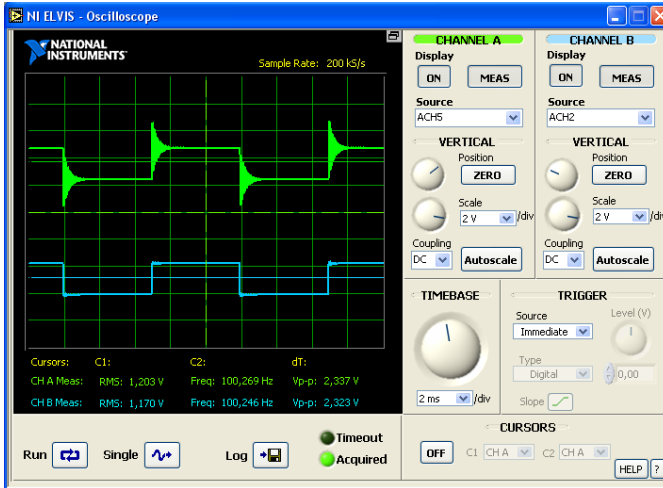 NI ELVIS - Oscilloscope
NATIONAL
INSTRUMENTS
Sample Rate: 200 kS/s
Cursors: C1: C2: dT:
CH A Meas: RMS: 1,203 V Freq: 100,269 Hz Vp-p: 2,337 V
CH B Meas: RMS: 1,170 V Freq: 100,246 Hz Vp-p: 2,323 V
Run Single Log
Timeout
Acquired
CHANNEL A
Display
ON MEAS
Source
ACH5
VERTICAL
Position
ZERO
Scale
2 V /div
Coupling
DC Autoscale
CHANNEL B
Display
ON MEAS
Source
ACH2
VERTICAL
Position
ZERO
Scale
2 V /div
Coupling
DC Autoscale
TIMEBASE
2 ms /div
TRIGGER
Source Level (V)
Immediate
Type
Digital 0,00
Slope
CURSORS
OFF C1 CH A C2 CH A
HELP ?